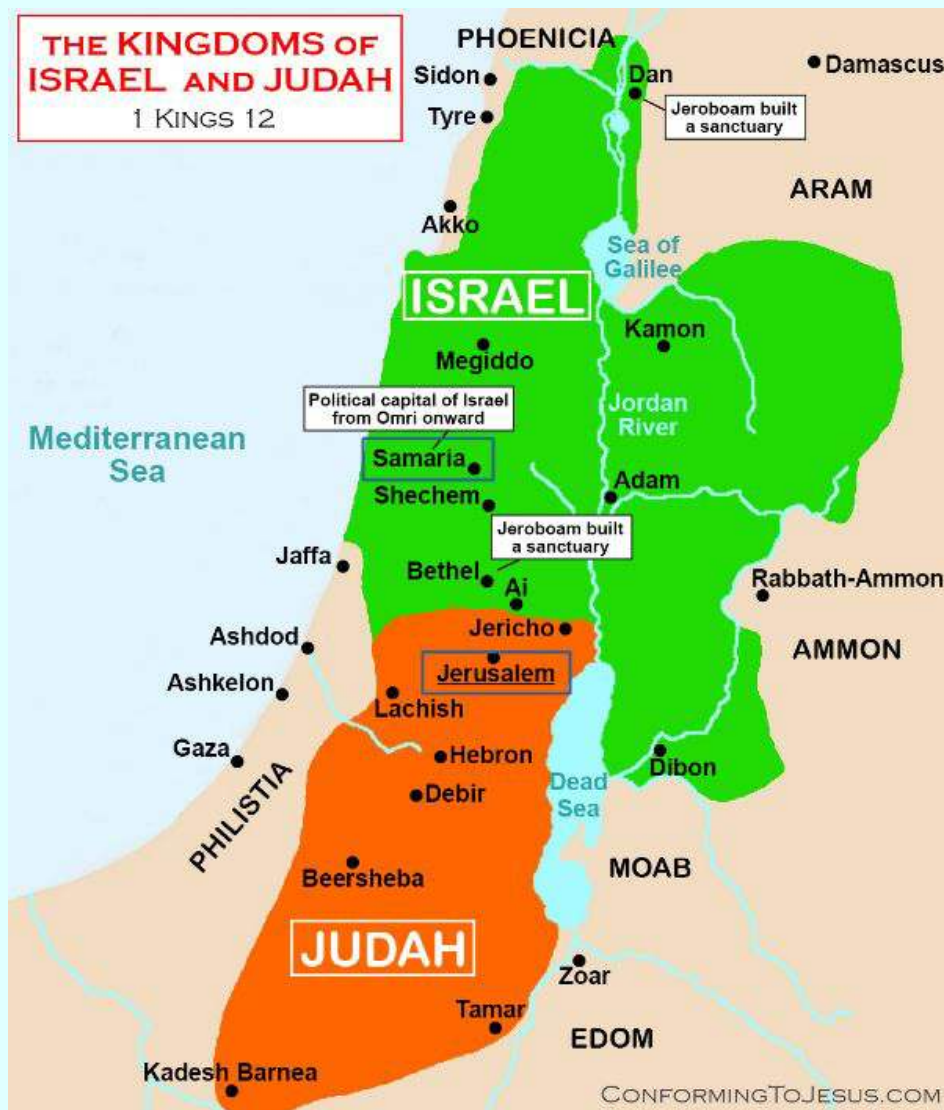 THE KINGDOMS OF
ISRAEL AND JUDAH
1 KINGS 12
PHOENICIA
Sidon
Dan
Damascus
Jeroboam built
a sanctuary
Tyre
ARAM
Akko
Sea of
Galilee
ISRAEL
Kamon
Megiddo
Political capital of Israel
from Omri onward
Jordan
River
Mediterranean
Sea
Samaria
Adam
Shechem
Jeroboam built
a sanctuary
Jaffa
Bethel
Ai
Rabbath-Ammon
Jericho
Ashdod
AMMON
Jerusalem
Ashkelon
Lachish
Gaza
Hebron
Dibon
PHILISTIA
Debir
Dead
Sea
MOAB
Beersheba
JUDAH
Zoar
Tamar
EDOM
Kadesh Barnea
CONFORMINGTOJESUS.COM